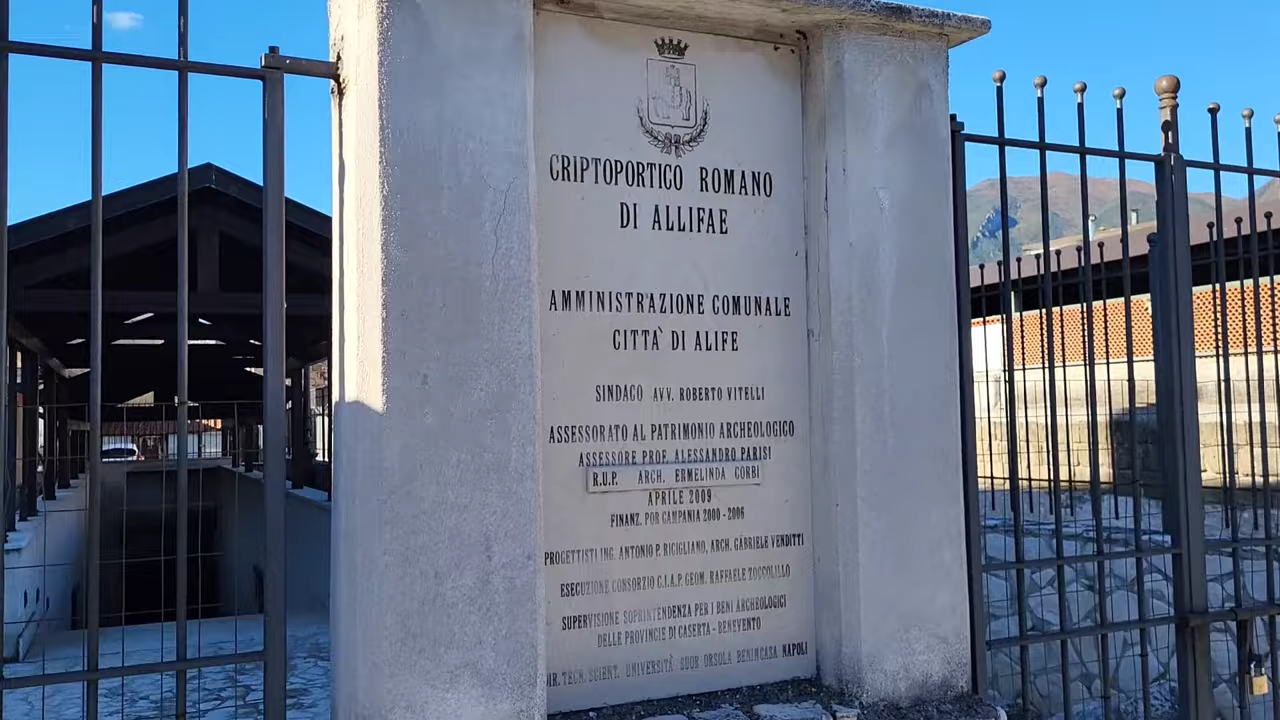 CRIPTOPORTICO ROMANO
DI ALLIFAE
AMMINISTRAZIONE COMUNALE
CITTÀ DI ALIFE
SINDACO AVV. ROBERTO VITELLI
ASSESSORATO AL PATRIMONIO ARCHEOLOGICO
ASSESSORE PROF. ALESSANDRO PARISI
R.U.P. ARCH. ERMELINDA CORBI
APRILE 2009
FINANZ. POR CAMPANIA 2000 - 2006
PROGETTISTI ING. ANTONIO P. RICIGLIANO, ARCH. GABRIELE VENDITTI
ESECUZIONE CONSORZIO C.I.A.P. GEOM. RAFFAELE ZOCCOLILLO
SUPERVISIONE SOPRINTENDENZA PER I BENI ARCHEOLOGICI
DELLE PROVINCIE DI CASERTA - BENEVENTO
DIR. TECN. SCIENT. UNIVERSITÀ SUOR ORSOLA BENINCASA NAPOLI